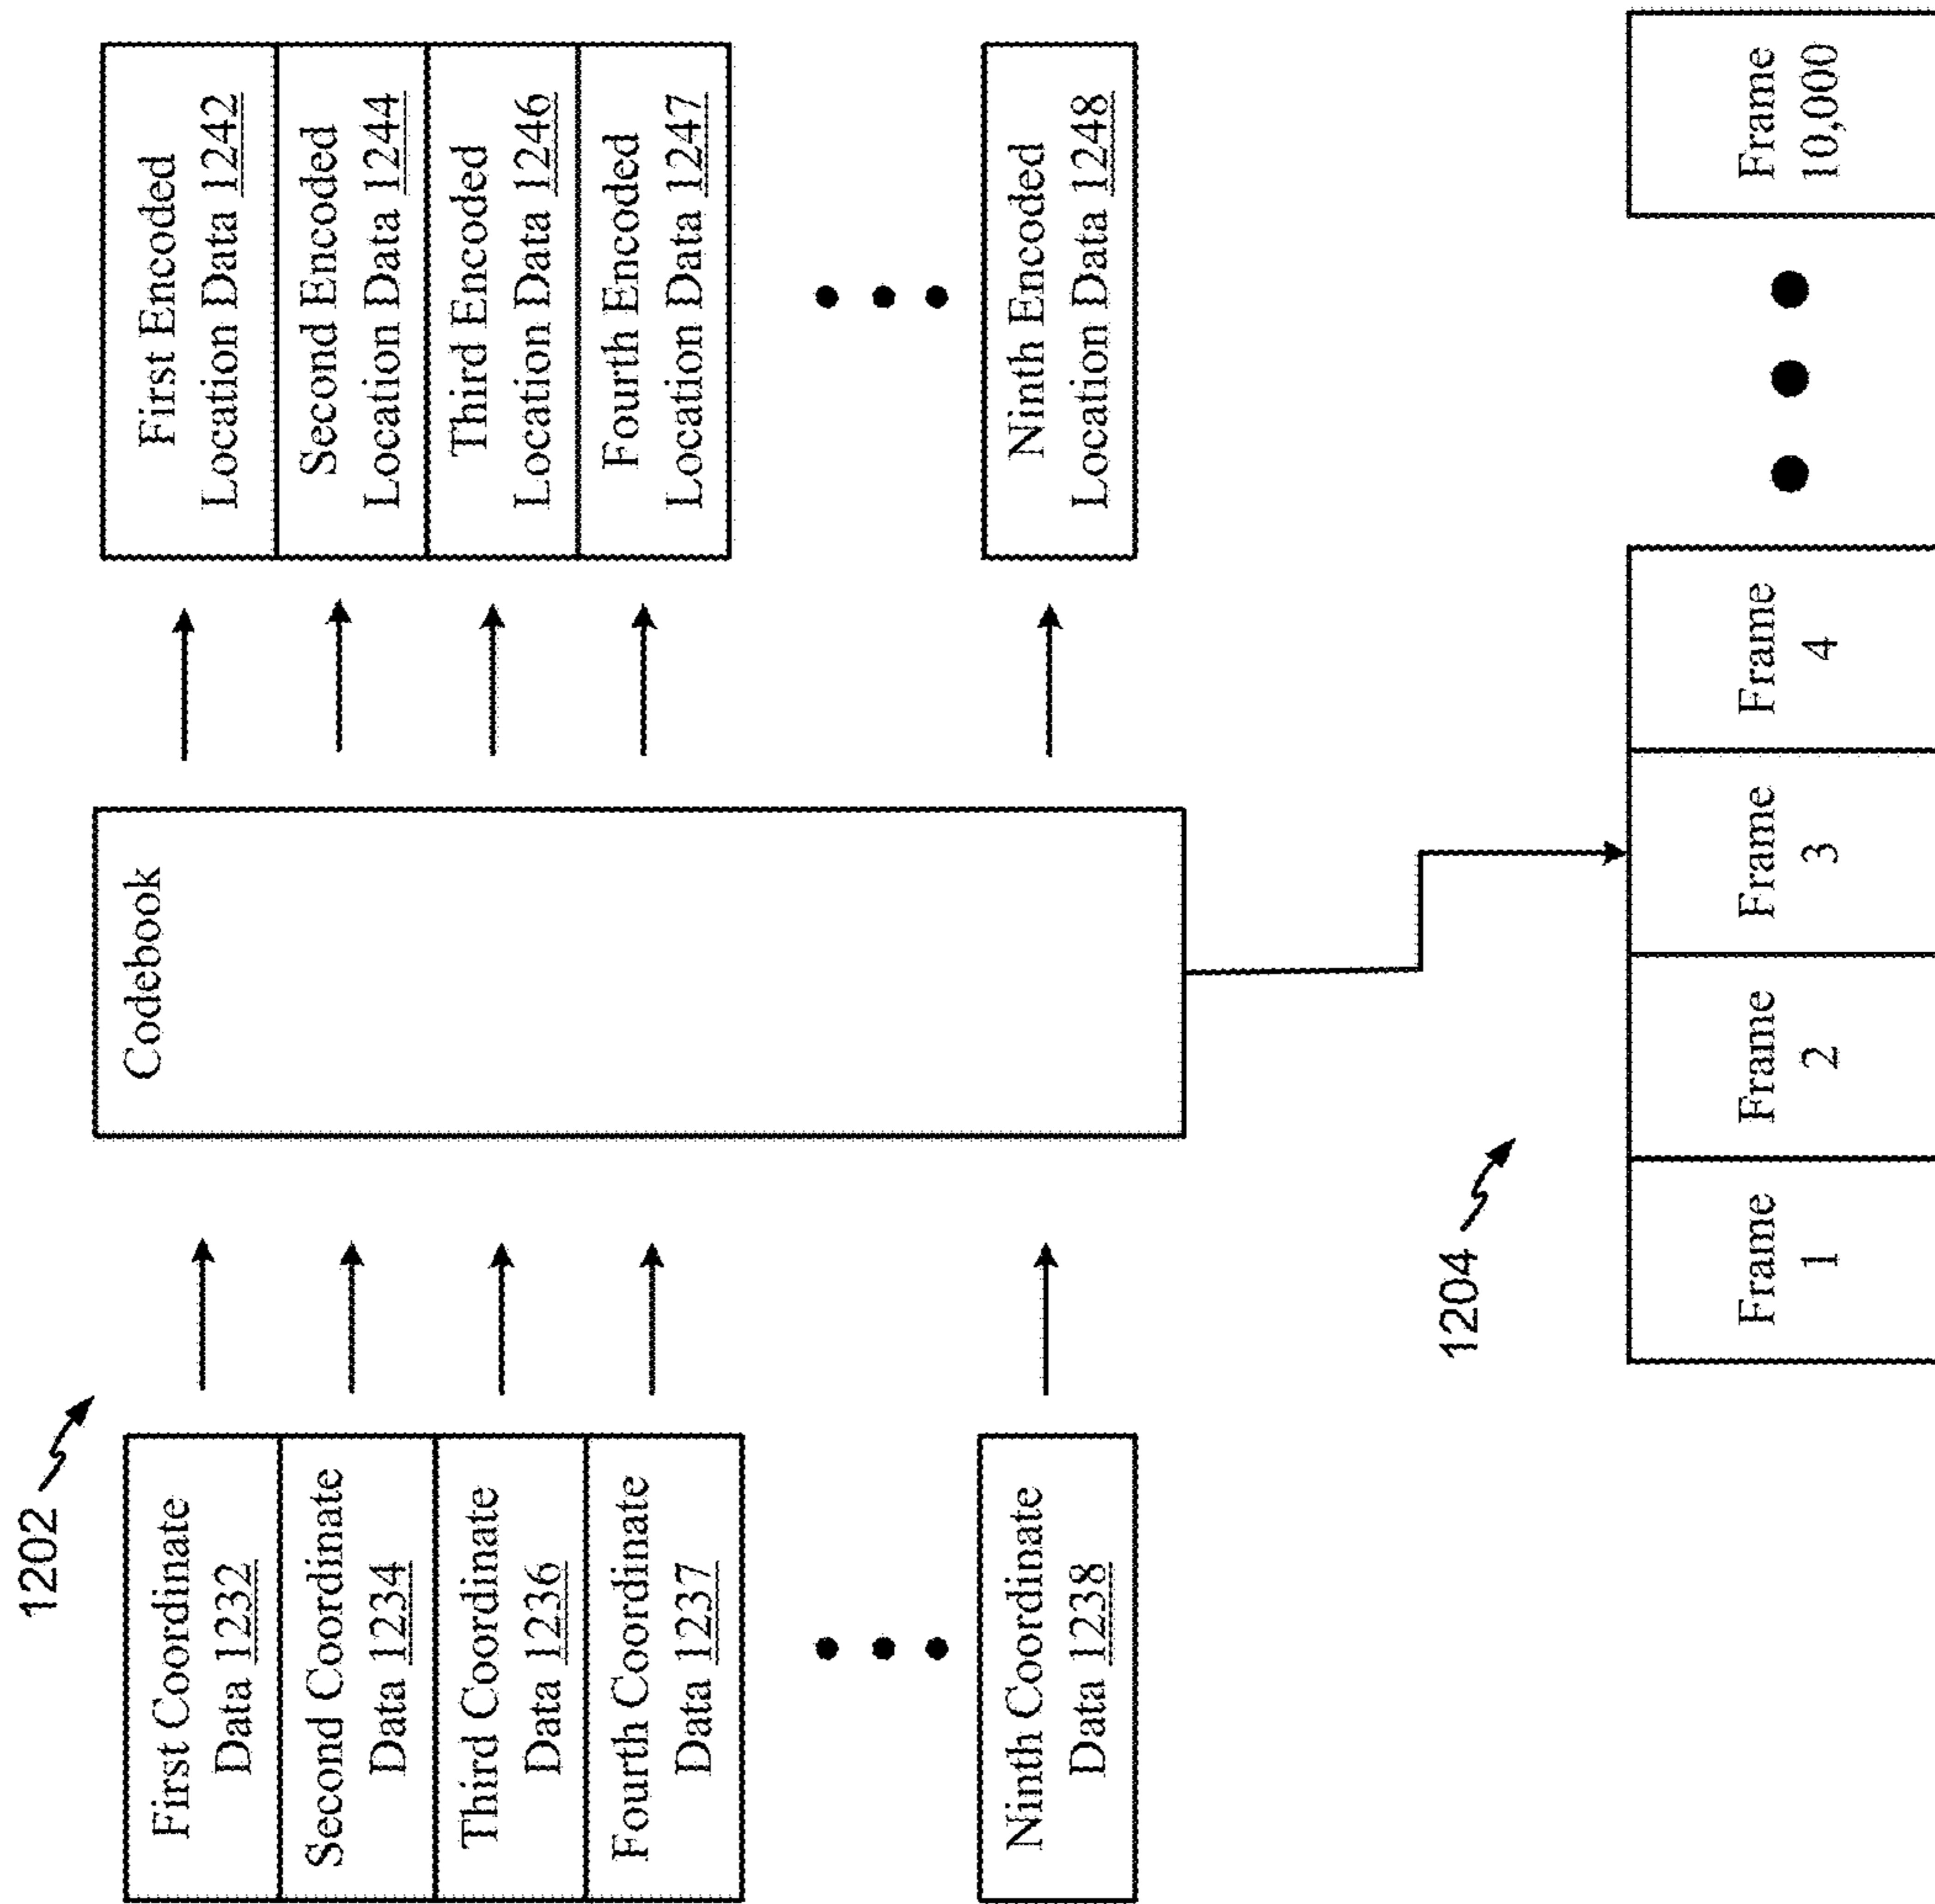 1202
First Coordinate
Data 1232
Second Coordinate
Data 1234
Third Coordinate
Data 1236
Fourth Coordinate
Data 1237
Ninth Coordinate
Data 1238
Codebook
First Encoded
Location Data 1242
Second Encoded
Location Data 1244
Third Encoded
Location Data 1246
Fourth Encoded
Location Data 1247
Ninth Encoded
Location Data 1248
1204
Frame
1
Frame
2
Frame
3
Frame
4
Frame
10,000